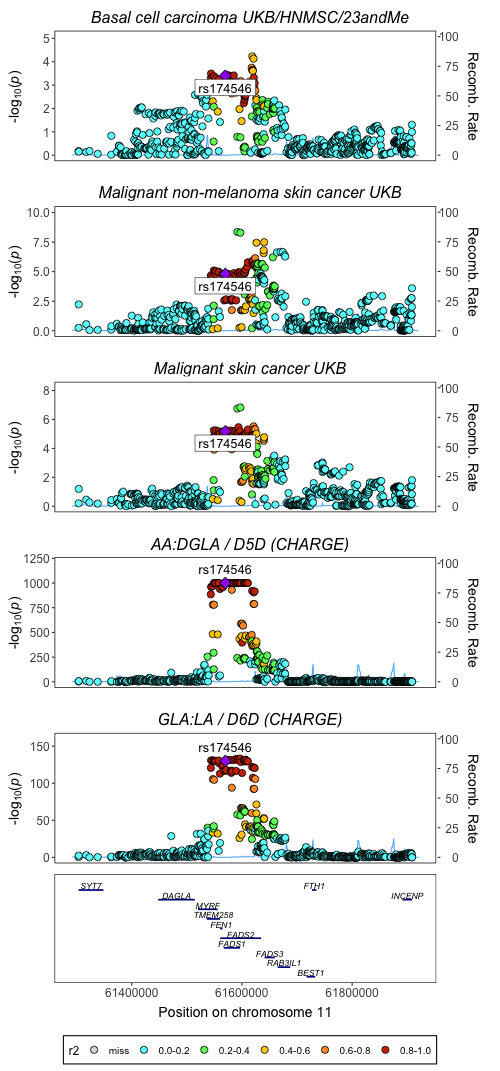 Basal cell carcinoma UKB/HNMSC/23andMe
5
4
3
2
1
0
100
75
50
25
0
-log10(p)
Recomb. Rate
rs174546
Malignant non-melanoma skin cancer UKB
10.0
7.5
5.0
2.5
0.0
100
75
50
25
0
-log10(p)
Recomb. Rate
rs174546
Malignant skin cancer UKB
8
6
4
2
0
100
75
50
25
0
-log10(p)
Recomb. Rate
rs174546
AA:DGLA / D5D (CHARGE)
1250
1000
750
500
250
0
100
75
50
25
0
-log10(p)
Recomb. Rate
rs174546
GLA:LA / D6D (CHARGE)
150
100
50
0
100
75
50
25
0
-log10(p)
Recomb. Rate
rs174546
SYT7
FTH1
DAGLA
INCENP
MYRF
TMEM258
FEN1
FADS2
FADS1
FADS3
RAB3IL1
BEST1
61400000 61600000 61800000
Position on chromosome 11
r2 miss 0.0-0.2 0.2-0.4 0.4-0.6 0.6-0.8 0.8-1.0